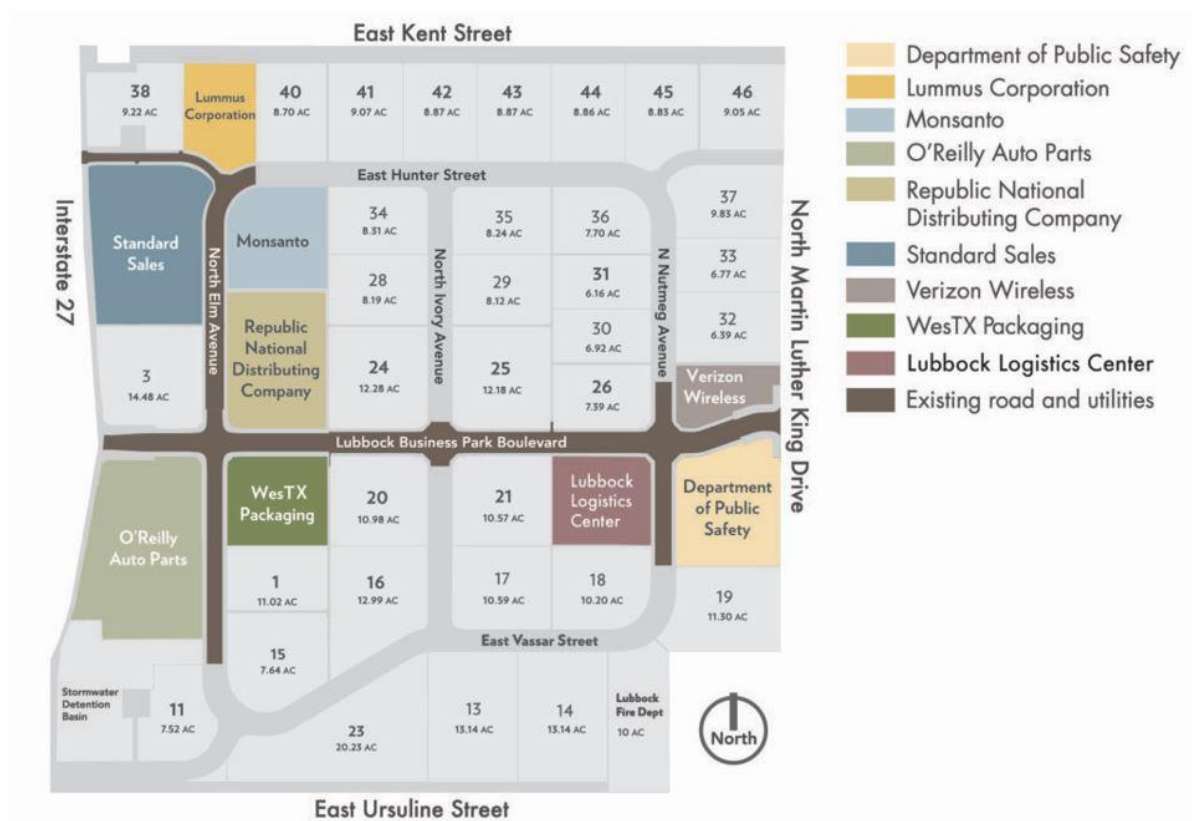 East Kent Street
38
9.22 AC
Lummus
Corporation
40
8.70 AC
41
9.07 AC
42
8.87 AC
43
8.87 AC
44
8.86 AC
45
8.83 AC
46
9.05 AC
East Hunter Street
Interstate 27
Standard
Sales
North Elm Avenue
Monsanto
34
8.31 AC
North Ivory Avenue
35
8.24 AC
36
7.70 AC
N Nutmeg Avenue
37
9.83 AC
North Martin Luther King Drive
28
8.19 AC
29
8.12 AC
31
6.16 AC
33
6.77 AC
30
6.92 AC
32
6.39 AC
3
14.48 AC
Republic
National
Distributing
Company
24
12.28 AC
25
12.18 AC
26
7.39 AC
Verizon
Wireless
Lubbock Business Park Boulevard
O'Reilly
Auto Parts
WesTX
Packaging
20
10.98 AC
21
10.57 AC
Lubbock
Logistics
Center
Department
of Public
Safety
1
11.02 AC
16
12.99 AC
17
10.59 AC
18
10.20 AC
19
11.30 AC
East Vassar Street
15
7.64 AC
Stormwater
Detention
Basin
11
7.52 AC
23
20.23 AC
13
13.14 AC
14
13.14 AC
Lubbock
Fire Dept
10 AC
North
East Ursuline Street
Department of Public Safety
Lummus Corporation
Monsanto
O'Reilly Auto Parts
Republic National
Distributing Company
Standard Sales
Verizon Wireless
WesTX Packaging
Lubbock Logistics Center
Existing road and utilities